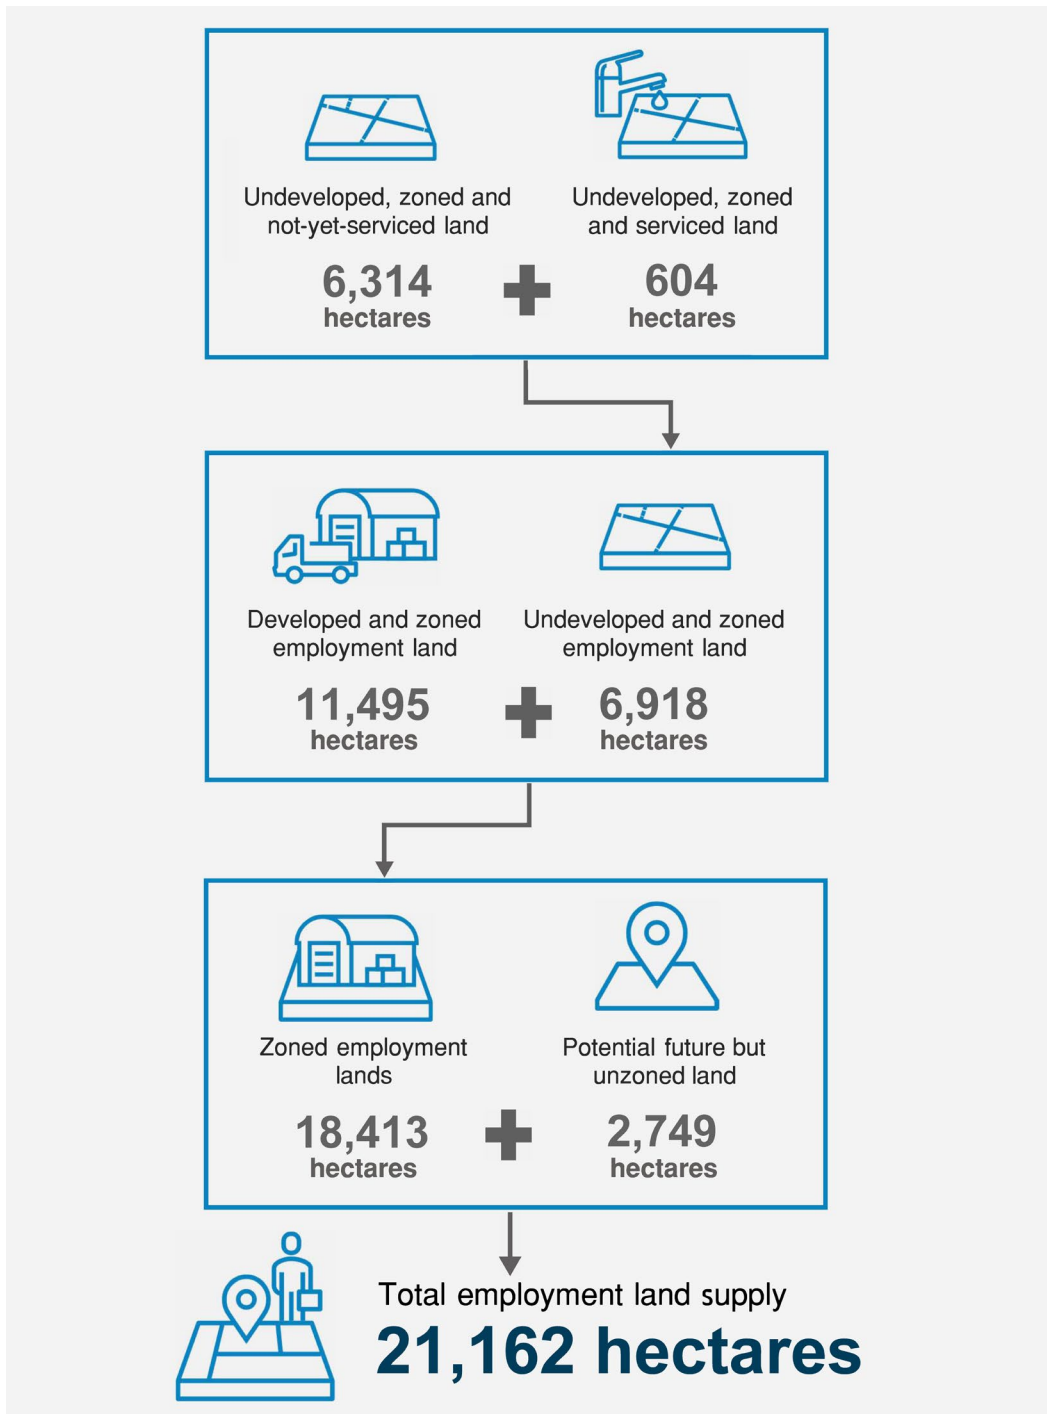 Undeveloped, zoned and
not-yet-serviced land
6,314
hectares
Undeveloped, zoned
and serviced land
604
hectares
Developed and zoned
employment land
11,495
hectares
Undeveloped and zoned
employment land
6,918
hectares
Zoned employment
lands
18,413
hectares
Potential future but
unzoned land
2,749
hectares
Total employment land supply
21,162 hectares